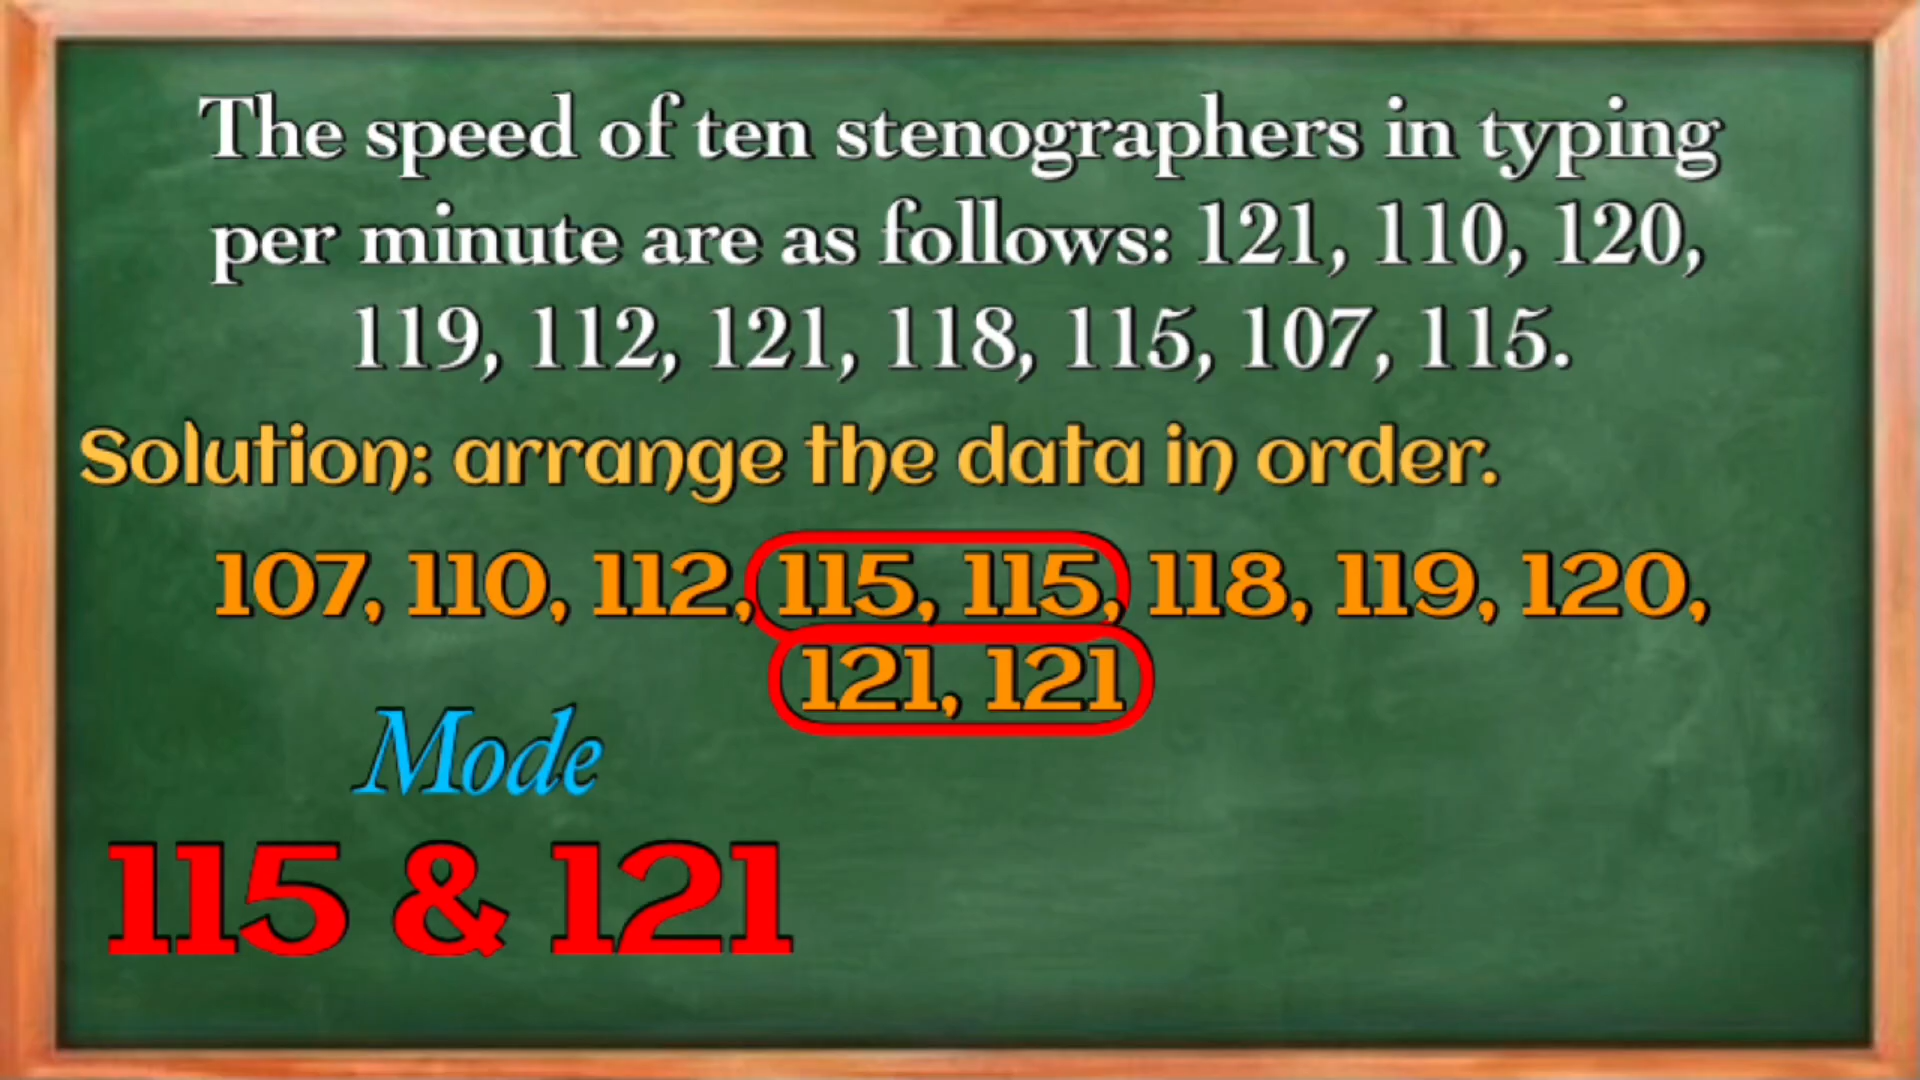 The speed of ten stenographers in typing
per minute are as follows: 121, 110, 120,
119, 112, 121, 118, 115, 107, 115.
Solution: arrange the data in order.
107, 110, 112, 115, 115, 118, 119, 120,
121, 121
Mode
115 & 121